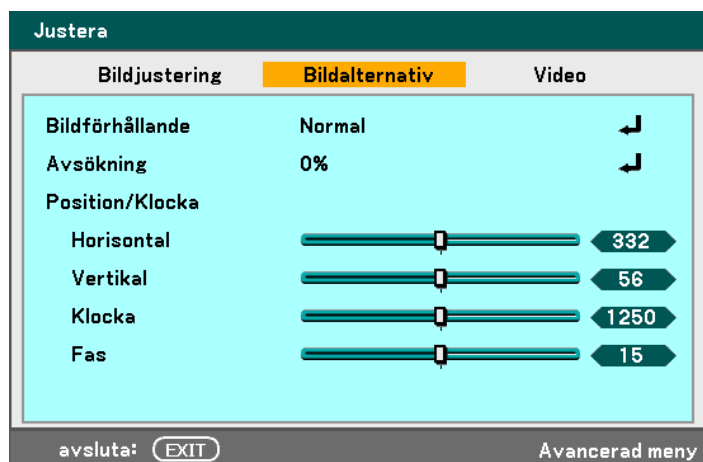 Justera
Bildjustering Bildalternativ Video
Bildförhållande Normal
Avsökning 0%
Position/Klocka
Horisontal 332
Vertikal 56
Klocka 1250
Fas 15
avsluta: EXIT Avancerad meny